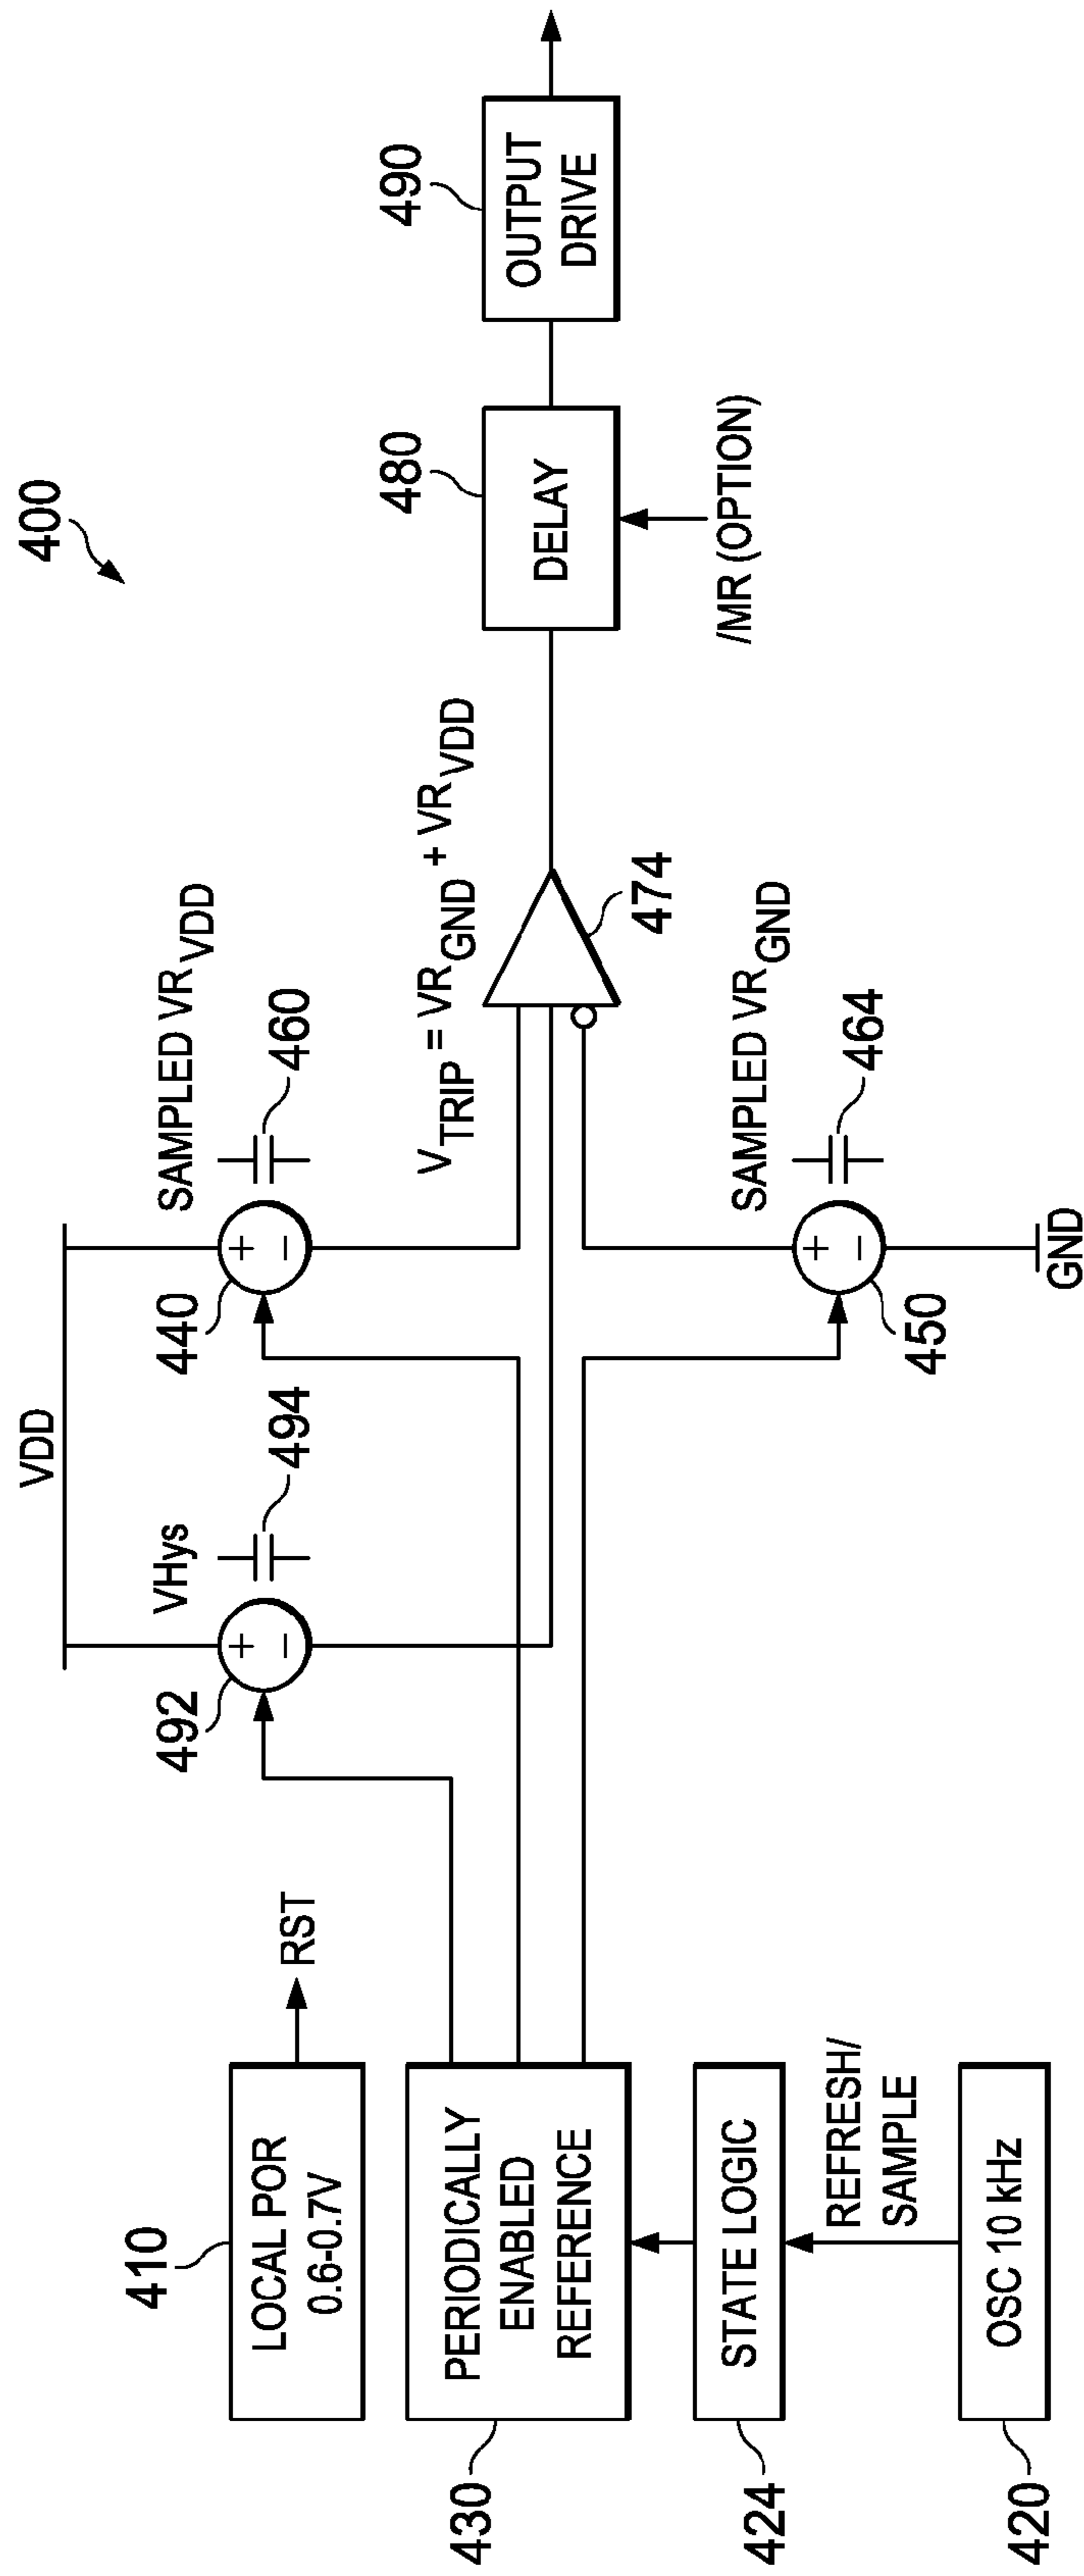 400
VDD
VHys
494
492
SAMPLED VR_VDD
460
440
V_TRIP = VR_GND + VR_VDD
474
SAMPLED VR_GND
464
450
GND
480
DELAY
/MR (OPTION)
490
OUTPUT
DRIVE
410
LOCAL POR
0.6-0.7V
RST
430
PERIODICALLY
ENABLED
REFERENCE
424
STATE LOGIC
REFRESH/
SAMPLE
420
OSC 10 kHz
+
−
+
−
+
−